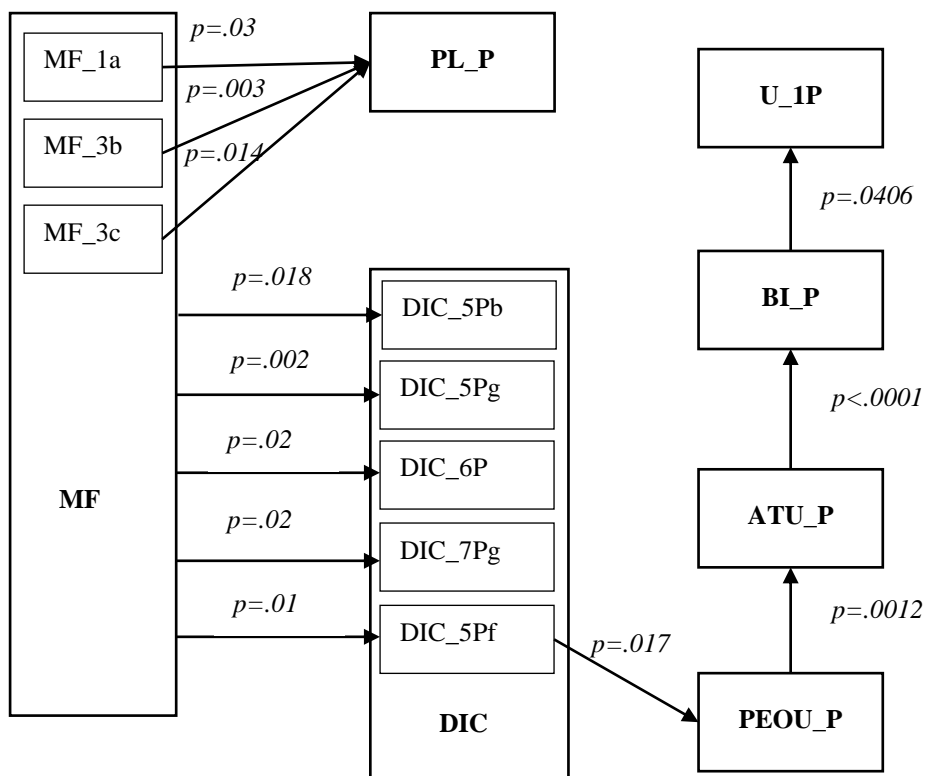 p=.03
MF_1a
PL_P
p=.003
MF_3b
p=.014
MF_3c
U_1P
p=.0406
BI_P
p<.0001
ATU_P
p=.0012
PEOU_P
p=.018
DIC_5Pb
p=.002
DIC_5Pg
p=.02
DIC_6P
MF
p=.02
DIC_7Pg
p=.01
DIC_5Pf
p=.017
DIC